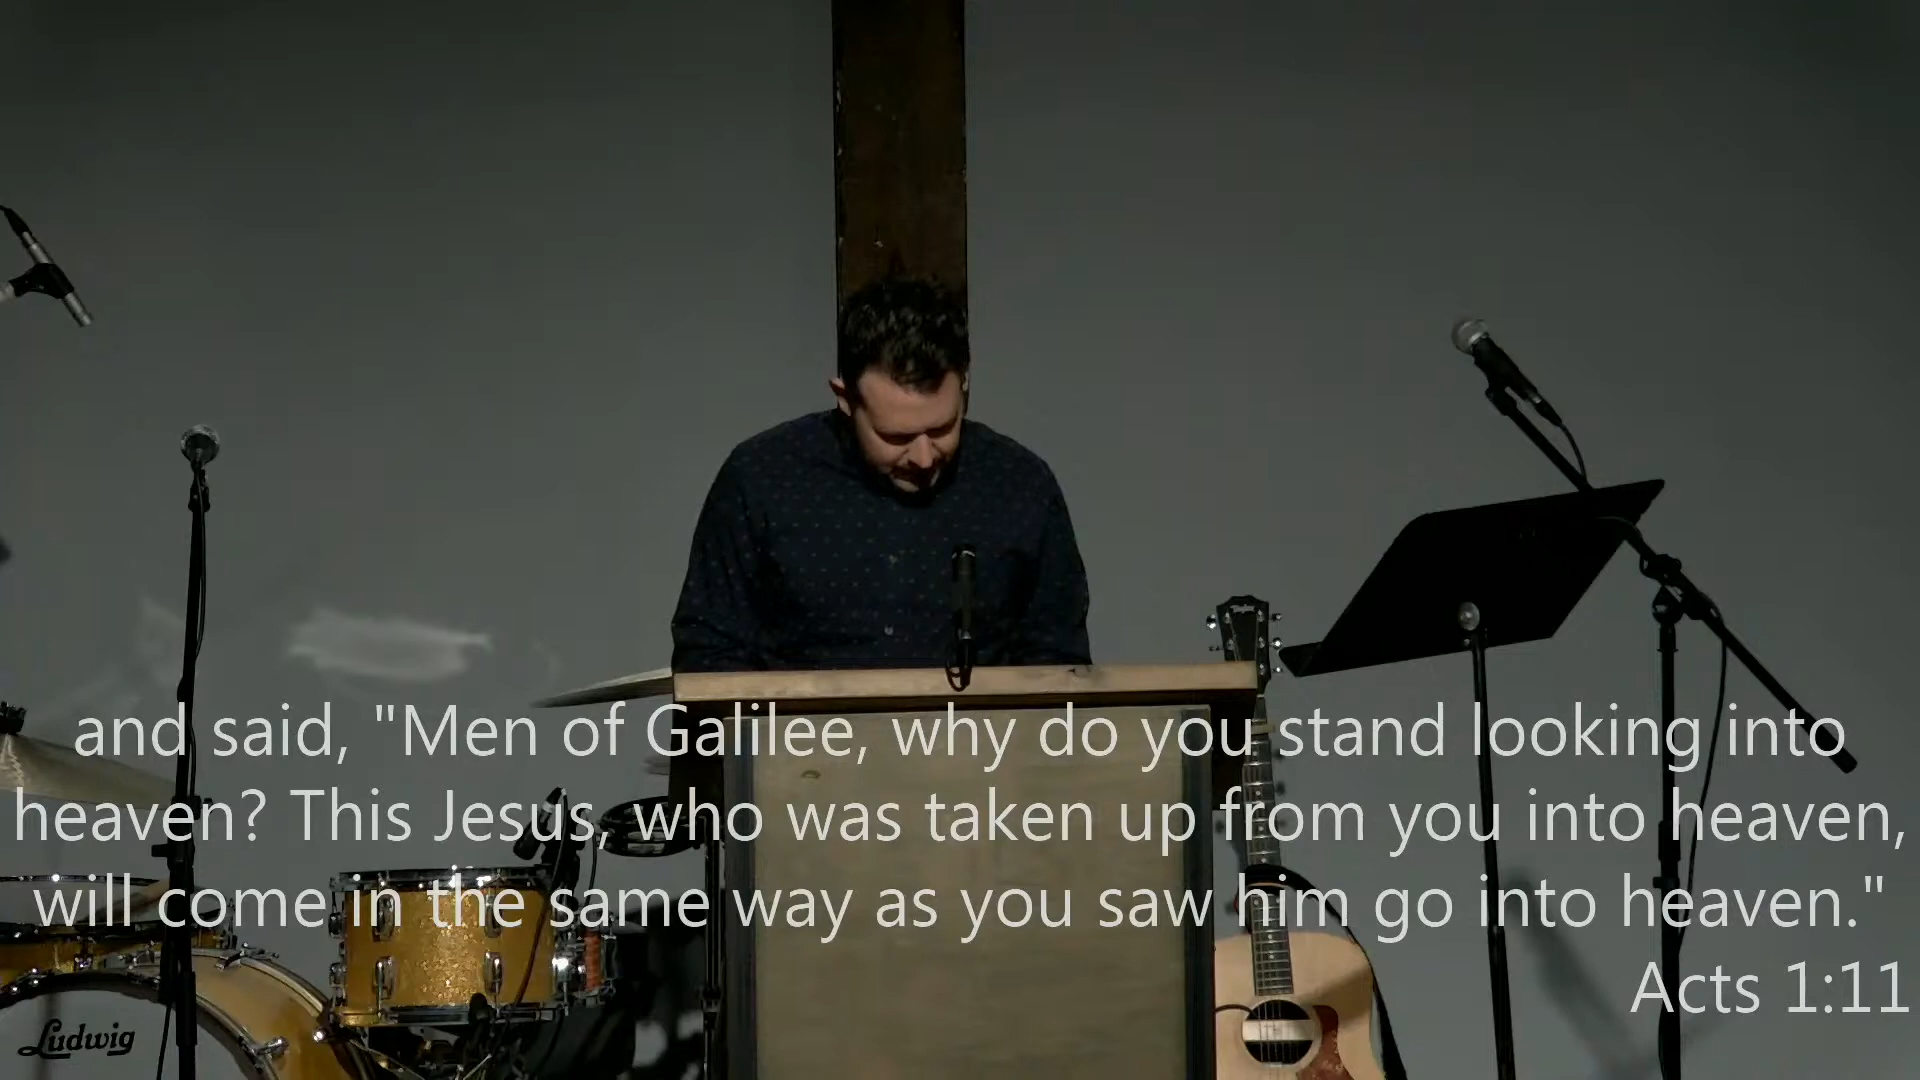 and said, "Men of Galilee, why do you stand looking into
heaven? This Jesus, who was taken up from you into heaven,
will come in the same way as you saw him go into heaven."
Acts 1:11
Ludwig
Taylor